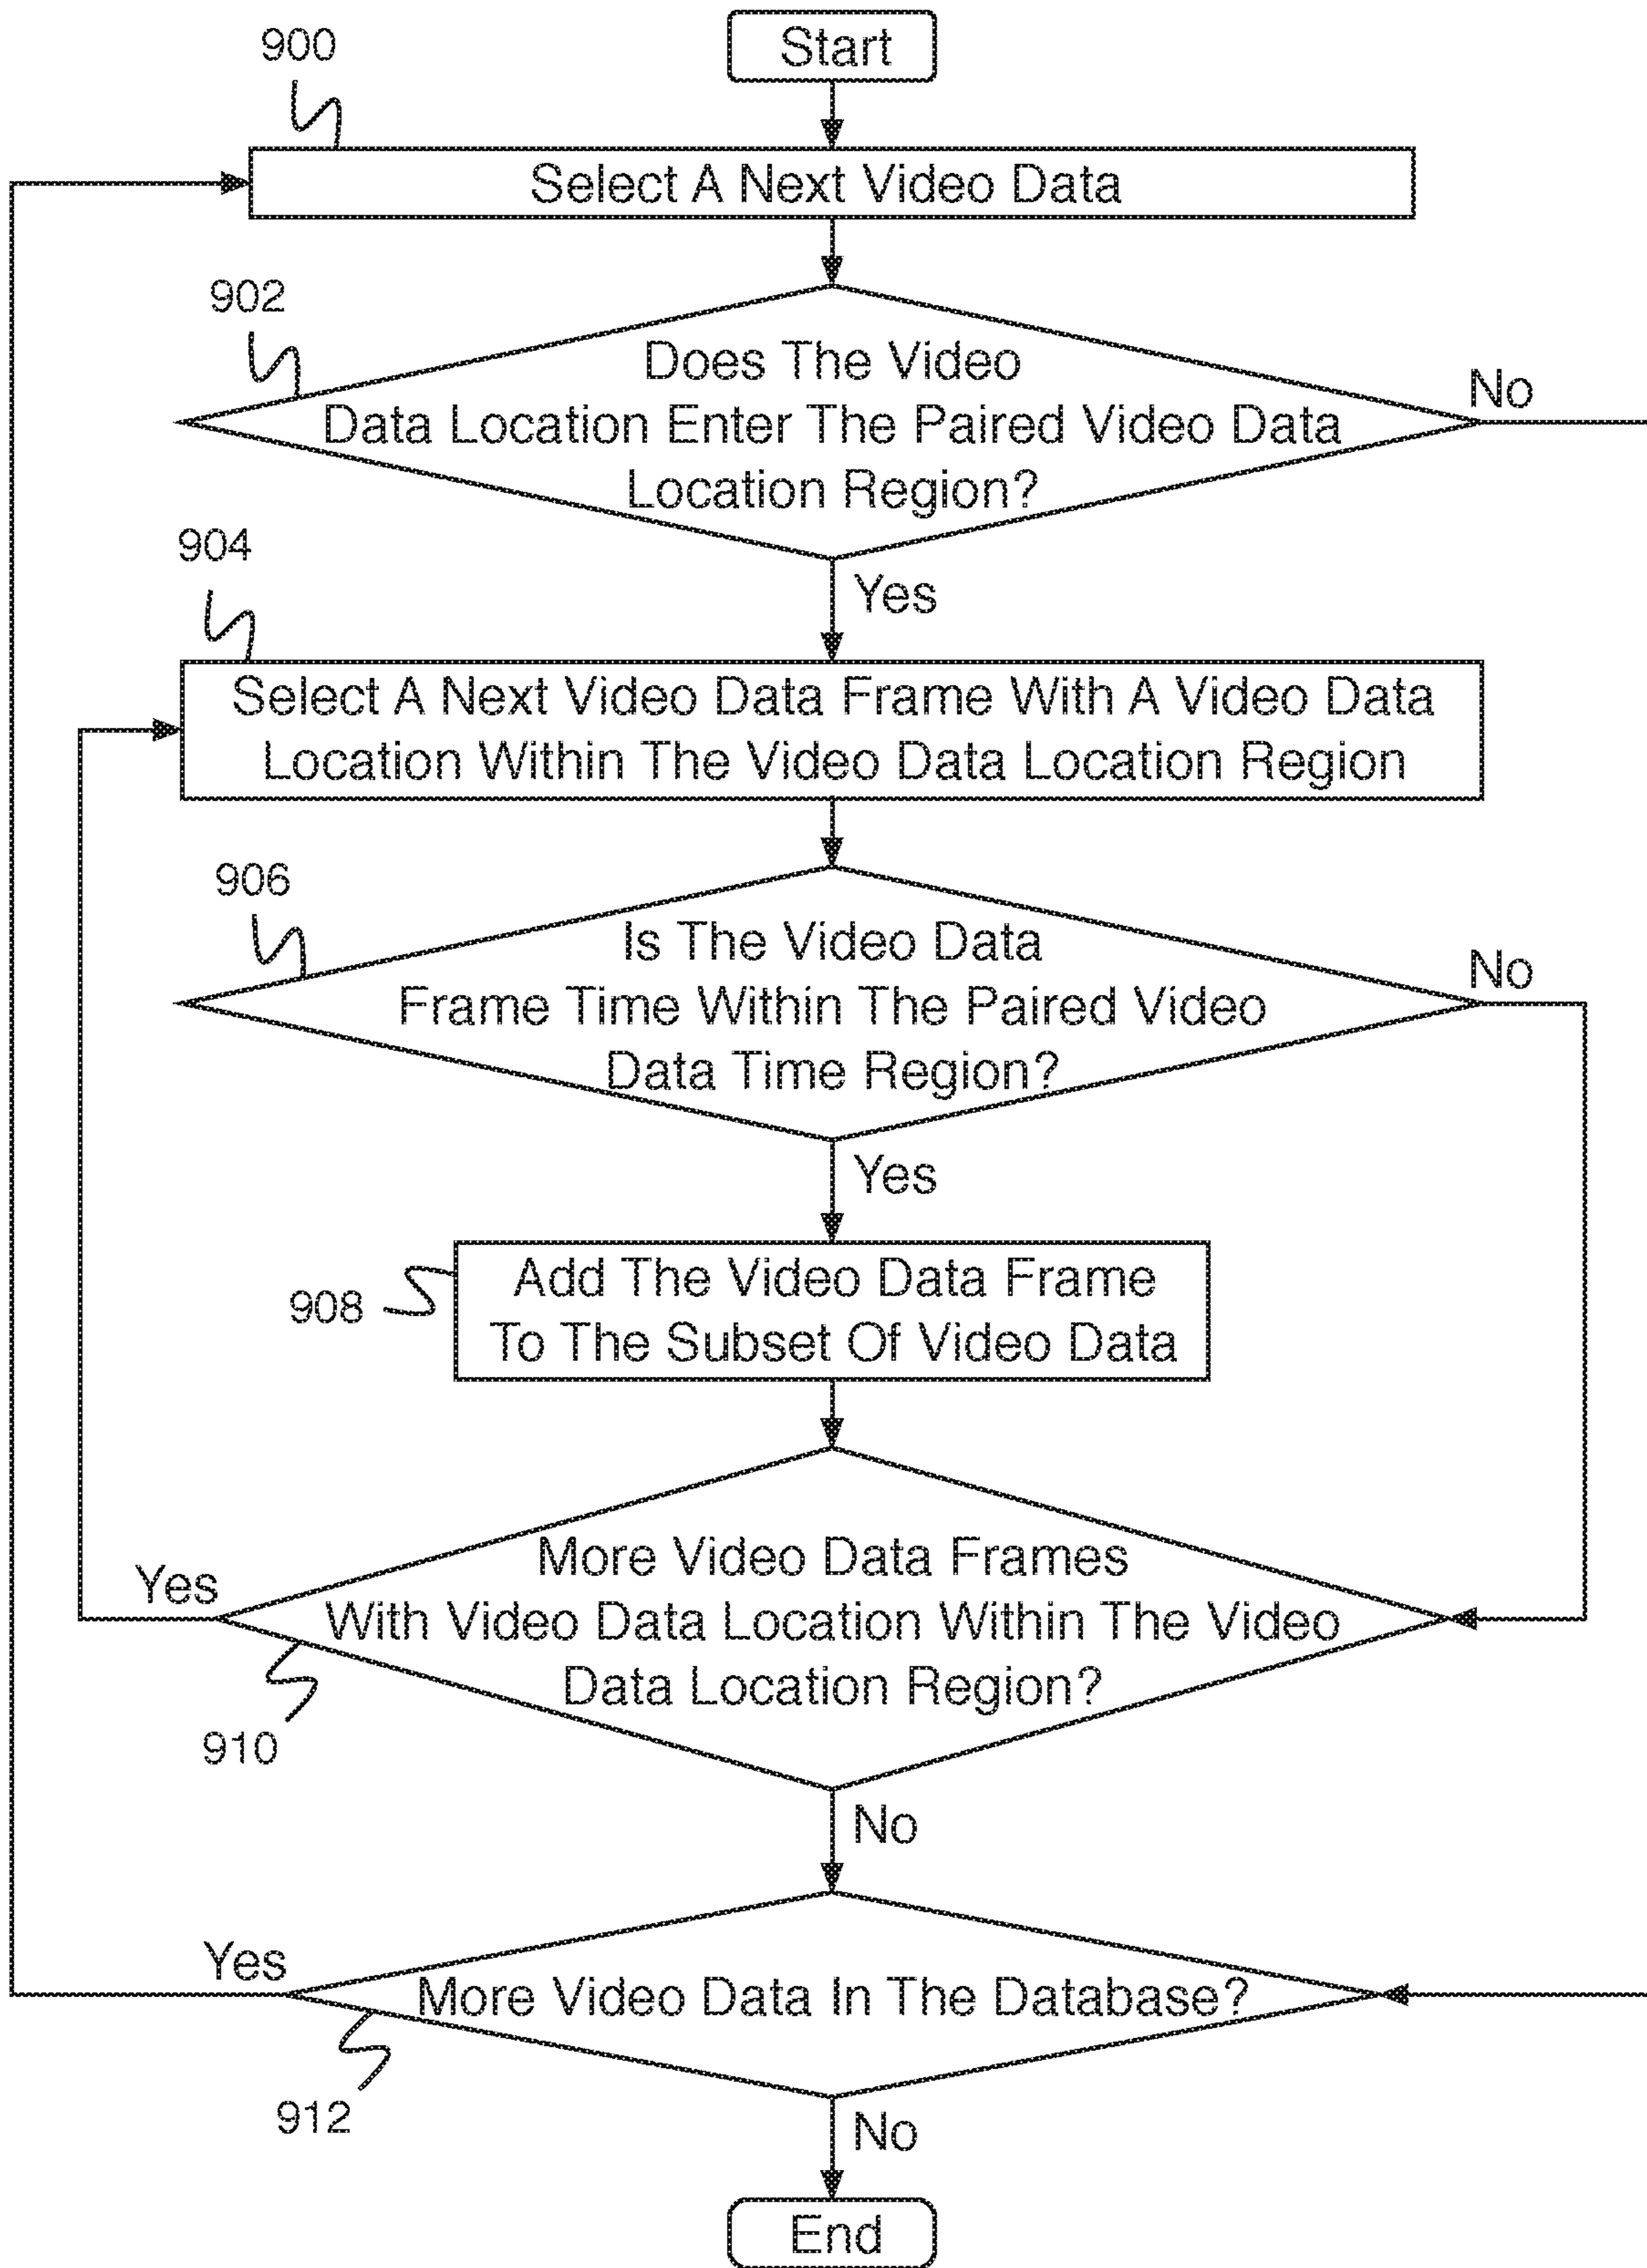 Start
900
Select A Next Video Data
902
Does The Video
Data Location Enter The Paired Video Data
Location Region?
No
Yes
904
Select A Next Video Data Frame With A Video Data
Location Within The Video Data Location Region
906
Is The Video Data
Frame Time Within The Paired Video
Data Time Region?
No
Yes
908
Add The Video Data Frame
To The Subset Of Video Data
More Video Data Frames
With Video Data Location Within The Video
Data Location Region?
Yes
910
No
Yes
More Video Data In The Database?
912
No
End